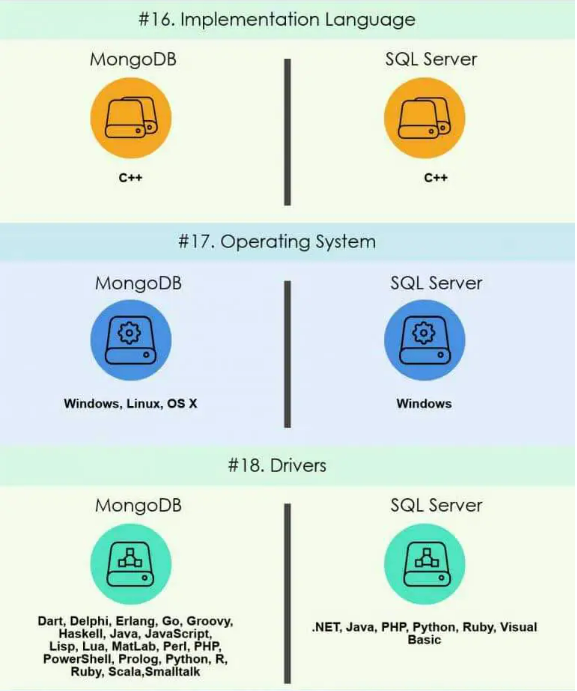 #16. Implementation Language
MongoDB
SQL Server
C++
C++
#17. Operating System
MongoDB
SQL Server
Windows, Linux, OS X
Windows
#18. Drivers
MongoDB
SQL Server
Dart, Delphi, Erlang, Go, Groovy,
Haskell, Java, JavaScript,
Lisp, Lua, MatLab, Perl, PHP,
PowerShell, Prolog, Python, R,
Ruby, Scala,Smalltalk
.NET, Java, PHP, Python, Ruby, Visual
Basic